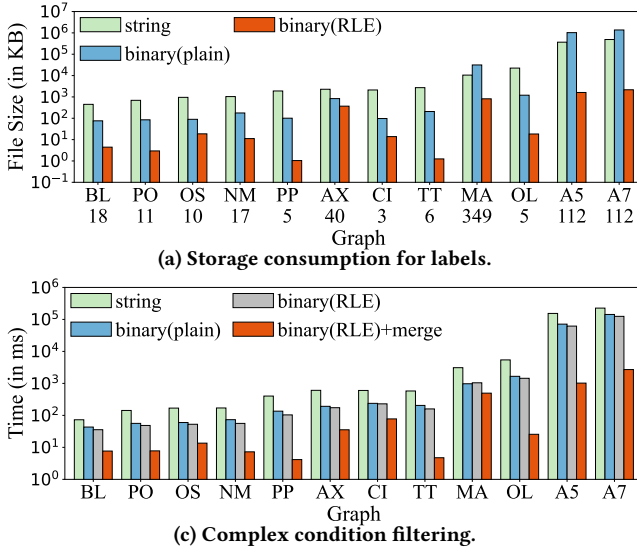 string
binary(RLE)
binary(plain)
File Size (in KB)
10^7
10^6
10^5
10^4
10^3
10^2
10^1
10^0
10^−1
BL PO OS NM PP AX CI TT MA OL A5 A7
18 11 10 17 5 40 3 6 349 5 112 112
Graph
(a) Storage consumption for labels.
string
binary(RLE)
binary(plain)
binary(RLE)+merge
Time (in ms)
10^6
10^5
10^4
10^3
10^2
10^1
10^0
BL PO OS NM PP AX CI TT MA OL A5 A7
Graph
(c) Complex condition filtering.